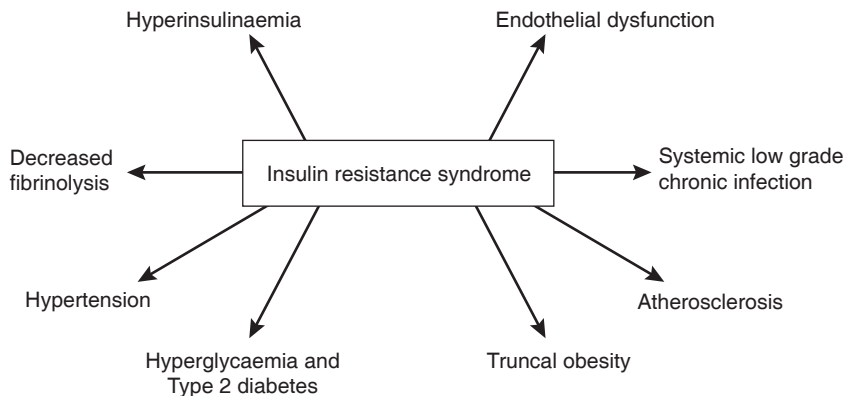 Hyperinsulinaemia
Endothelial dysfunction
Decreased
fibrinolysis
Insulin resistance syndrome
Systemic low grade
chronic infection
Hypertension
Atherosclerosis
Hyperglycaemia and
Type 2 diabetes
Truncal obesity